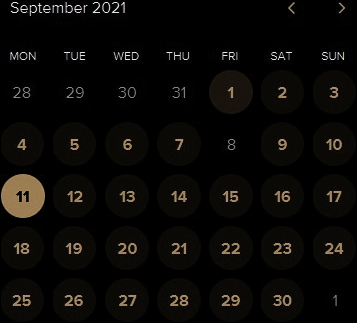 September 2021 < >
MON TUE WED THU FRI SAT SUN
28 29 30 31 1 2 3
4 5 6 7 8 9 10
11 12 13 14 15 16 17
18 19 20 21 22 23 24
25 26 27 28 29 30 1